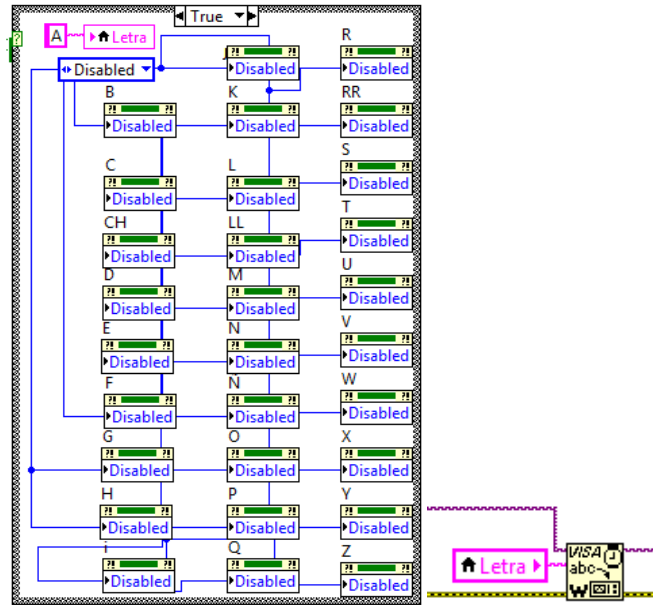 True
A Letra
Disabled
Disabled
R
Disabled
B
Disabled
K
Disabled
RR
Disabled
C
Disabled
L
Disabled
S
Disabled
CH
Disabled
LL
Disabled
T
Disabled
D
Disabled
M
Disabled
U
Disabled
E
Disabled
N
Disabled
V
Disabled
F
Disabled
Ñ
Disabled
W
Disabled
G
Disabled
O
Disabled
X
Disabled
H
Disabled
P
Disabled
Y
Disabled
i
Disabled
Q
Disabled
Z
Disabled
Letra
VISA
abc
W